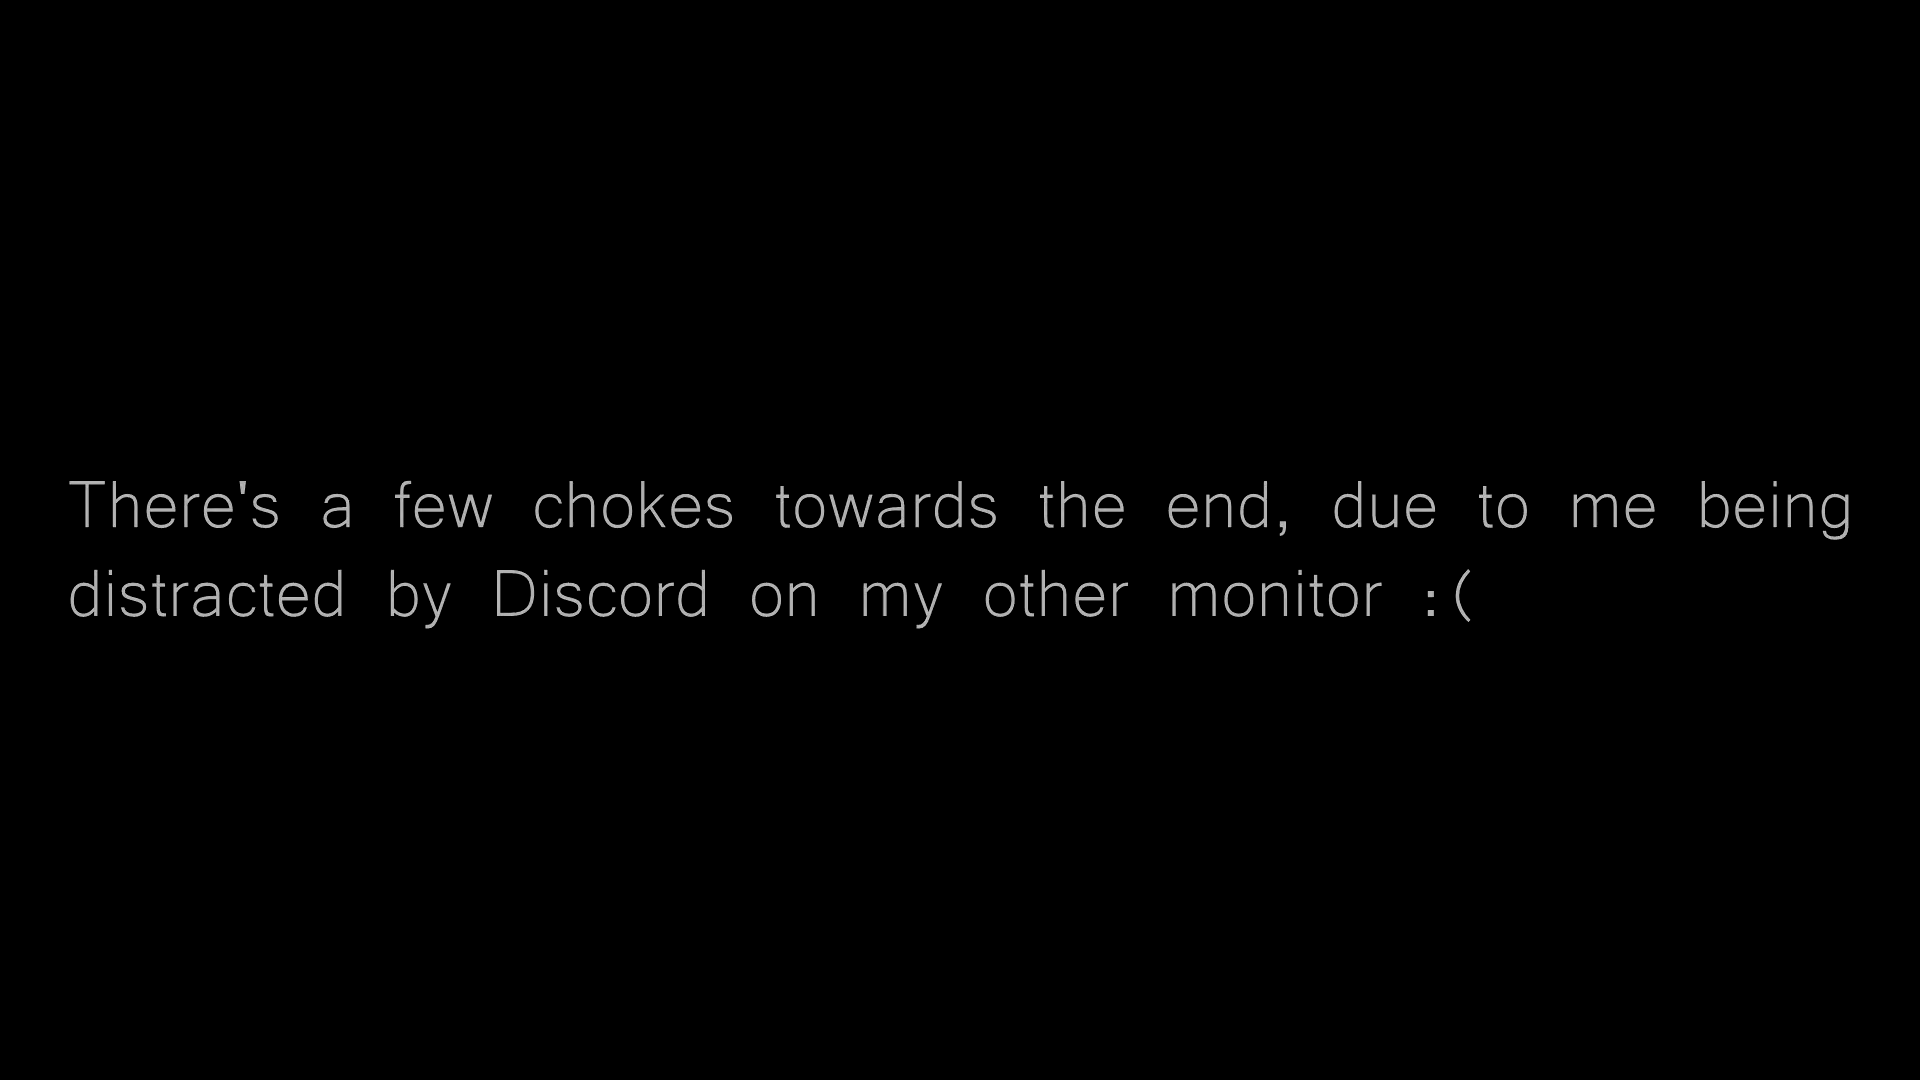 There's a few chokes towards the end, due to me being
distracted by Discord on my other monitor :(